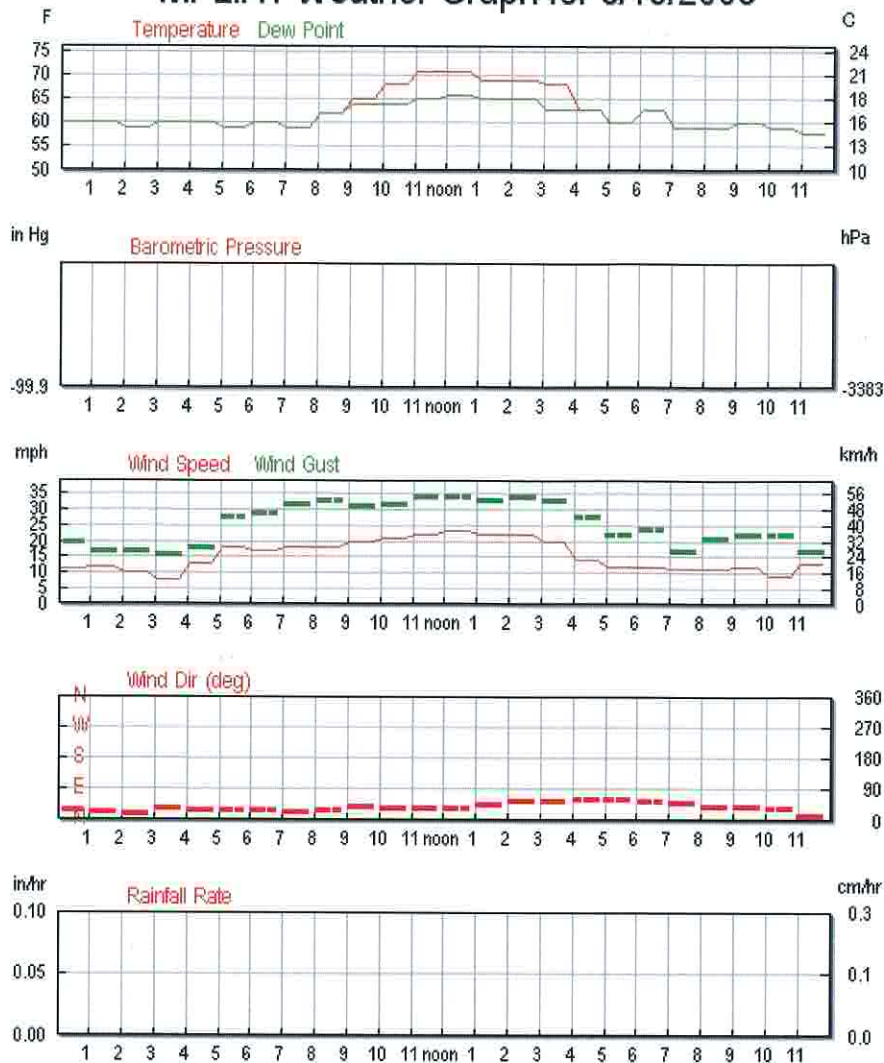 Weather Graph for
F C
Temperature Dew Point
75 24
70 21
65 18
60 16
55 13
50 10
1 2 3 4 5 6 7 8 9 10 11 noon 1 2 3 4 5 6 7 8 9 10 11
in Hg hPa
Barometric Pressure
-99.9 -3383
1 2 3 4 5 6 7 8 9 10 11 noon 1 2 3 4 5 6 7 8 9 10 11
mph km/h
Wind Speed Wind Gust
35 56
30 48
25 40
20 32
15 24
10 16
5 8
0 0
1 2 3 4 5 6 7 8 9 10 11 noon 1 2 3 4 5 6 7 8 9 10 11
Wind Dir (deg)
N 360
W 270
S 180
E 90
N 0
1 2 3 4 5 6 7 8 9 10 11 noon 1 2 3 4 5 6 7 8 9 10 11
in/hr cm/hr
Rainfall Rate
0.10 0.3
0.05 0.1
0.00 0.0
1 2 3 4 5 6 7 8 9 10 11 noon 1 2 3 4 5 6 7 8 9 10 11